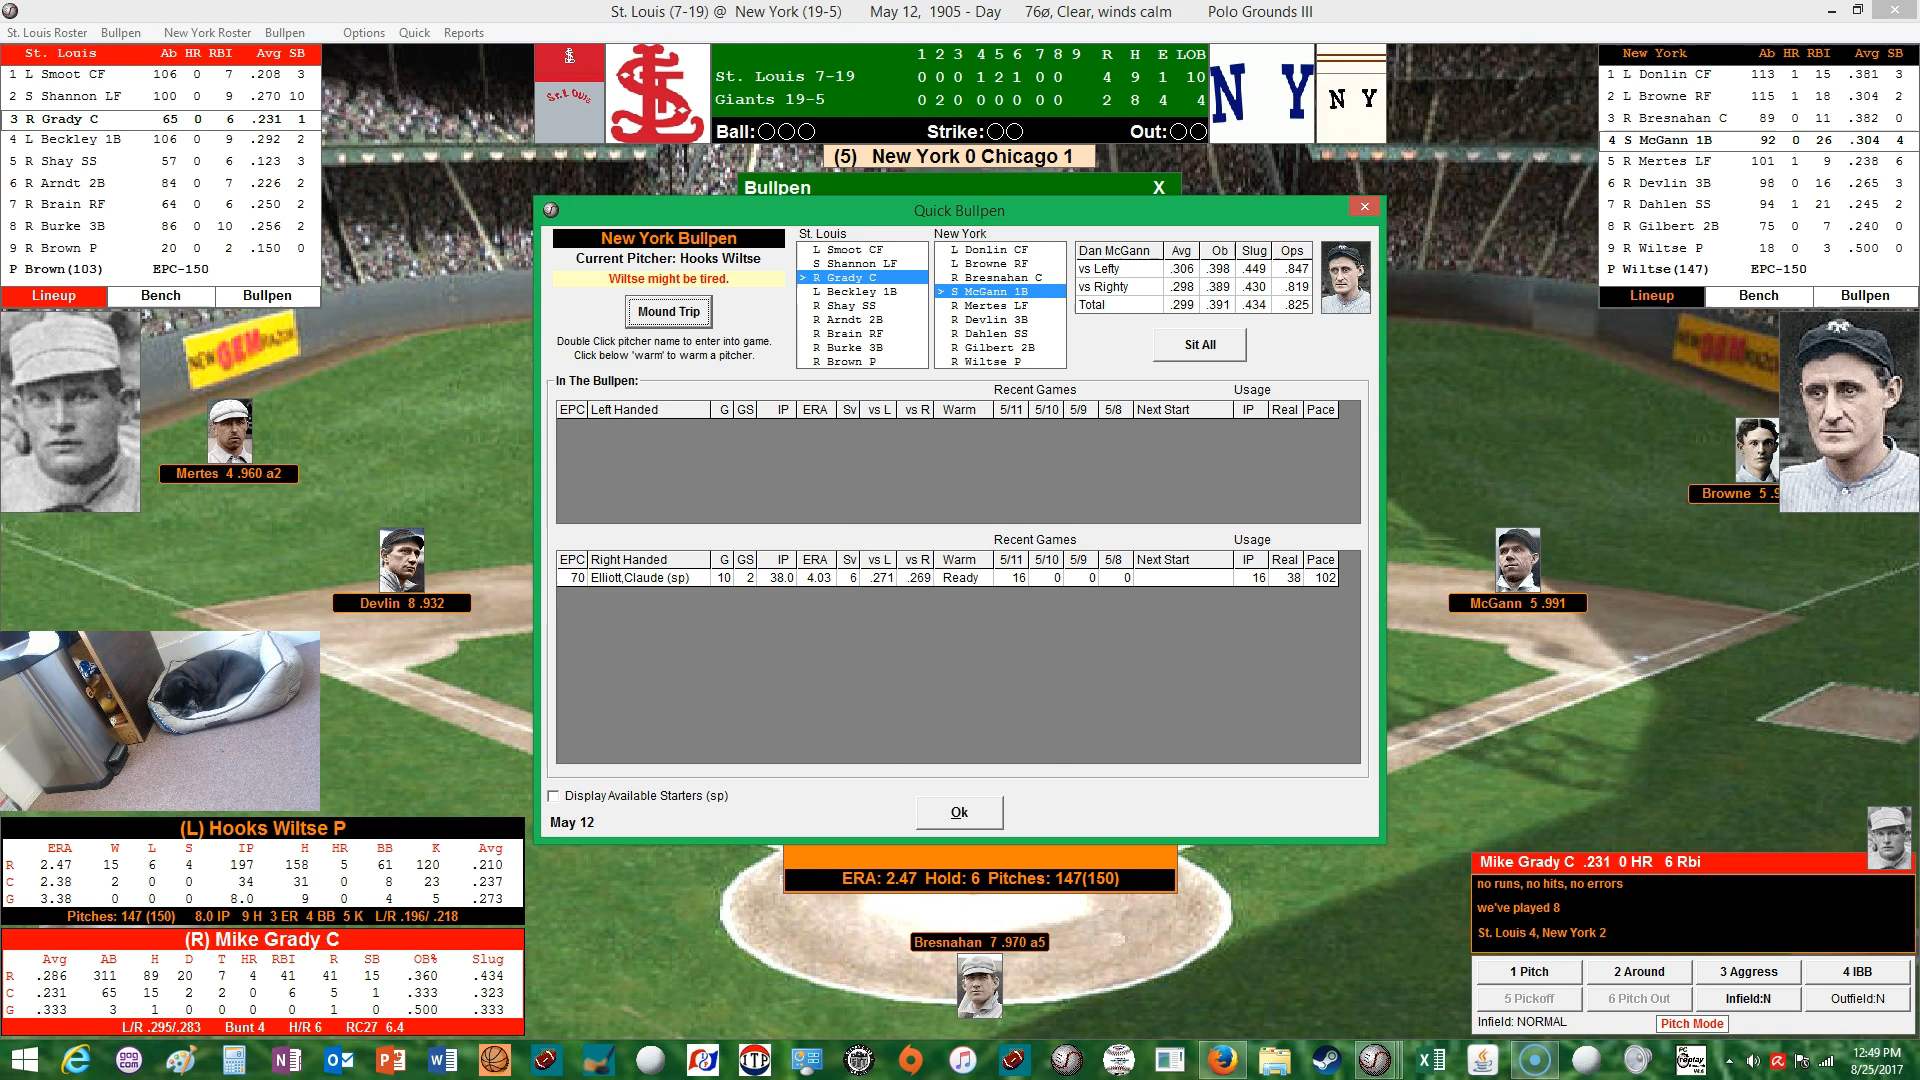 St. Louis (7-19) @ New York (19-5) May 12, 1905 - Day 76ø, Clear, winds calm Polo Grounds III
St. Louis Roster Bullpen New York Roster Bullpen Options Quick Reports
St. Louis Ab HR RBI Avg SB
1 L Smoot CF 106 0 7 .208 3
2 S Shannon LF 100 0 9 .270 10
3 R Grady C 65 0 6 .231 1
4 L Beckley 1B 106 0 9 .292 2
5 R Shay SS 57 0 6 .123 3
6 R Arndt 2B 84 0 7 .226 2
7 R Brain RF 64 0 6 .250 2
8 R Burke 3B 86 0 10 .256 2
9 R Brown P 20 0 2 .150 0
P Brown(103) EPC-150
Lineup Bench Bullpen
St. Louis
1 2 3 4 5 6 7 8 9 R H E LOB
St. Louis 7-19 0 0 0 1 2 1 0 0 4 9 1 10
Giants 19-5 0 2 0 0 0 0 0 0 2 8 4 4
Ball: Strike: Out:
(5) New York 0 Chicago 1
N Y
N Y
New York Ab HR RBI Avg SB
1 L Donlin CF 113 1 15 .381 3
2 L Browne RF 115 1 18 .304 2
3 R Bresnahan C 89 0 11 .382 0
4 S McGann 1B 92 0 26 .304 4
5 R Mertes LF 101 1 9 .238 6
6 R Devlin 3B 98 0 16 .265 3
7 R Dahlen SS 94 1 21 .245 2
8 R Gilbert 2B 75 0 7 .240 0
9 R Wiltse P 18 0 3 .500 0
P Wiltse(147) EPC-150
Lineup Bench Bullpen
Bullpen X
Quick Bullpen
New York Bullpen
Current Pitcher: Hooks Wiltse
Wiltse might be tired.
Mound Trip
Double Click pitcher name to enter into game.
Click below 'warm' to warm a pitcher.
St. Louis
L Smoot CF
S Shannon LF
> R Grady C
L Beckley 1B
R Shay SS
R Arndt 2B
R Brain RF
R Burke 3B
R Brown P
New York
L Donlin CF
L Browne RF
R Bresnahan C
> S McGann 1B
R Mertes LF
R Devlin 3B
R Dahlen SS
R Gilbert 2B
R Wiltse P
Dan McGann Avg Ob Slug Ops
vs Lefty .306 .398 .449 .847
vs Righty .298 .389 .430 .819
Total .299 .391 .434 .825
Sit All
In The Bullpen:
Recent Games Usage
EPC Left Handed G GS IP ERA Sv vs L vs R Warm 5/11 5/10 5/9 5/8 Next Start IP Real Pace
Recent Games Usage
EPC Right Handed G GS IP ERA Sv vs L vs R Warm 5/11 5/10 5/9 5/8 Next Start IP Real Pace
70 Elliott,Claude (sp) 10 2 38.0 4.03 6 .271 .269 Ready 16 0 0 0 16 38 102
Display Available Starters (sp)
May 12
Ok
Mertes 4 .960 a2
Devlin 8 .932
Browne 5 .9
McGann 5 .991
ERA: 2.47 Hold: 6 Pitches: 147(150)
Bresnahan 7 .970 a5
(L) Hooks Wiltse P
ERA W L S IP H HR BB K Avg
R 2.47 15 6 4 197 158 5 61 120 .210
C 2.38 2 0 0 34 31 0 8 23 .237
G 3.38 0 0 0 8.0 9 0 4 5 .273
Pitches: 147 (150) 8.0 IP 9 H 3 ER 4 BB 5 K L/R .196/ .218
(R) Mike Grady C
Avg AB H D T HR RBI R SB OB% Slug
R .286 311 89 20 7 4 41 41 15 .360 .434
C .231 65 15 2 2 0 6 5 1 .333 .323
G .333 3 1 0 0 0 0 1 0 .500 .333
L/R .295/.283 Bunt 4 H/R 6 RC27 6.4
Mike Grady C .231 0 HR 6 Rbi
no runs, no hits, no errors
we've played 8
St. Louis 4, New York 2
1 Pitch 2 Around 3 Aggress 4 IBB
5 Pickoff 6 Pitch Out Infield:N Outfield:N
Infield: NORMAL Pitch Mode
12:49 PM
8/25/2017